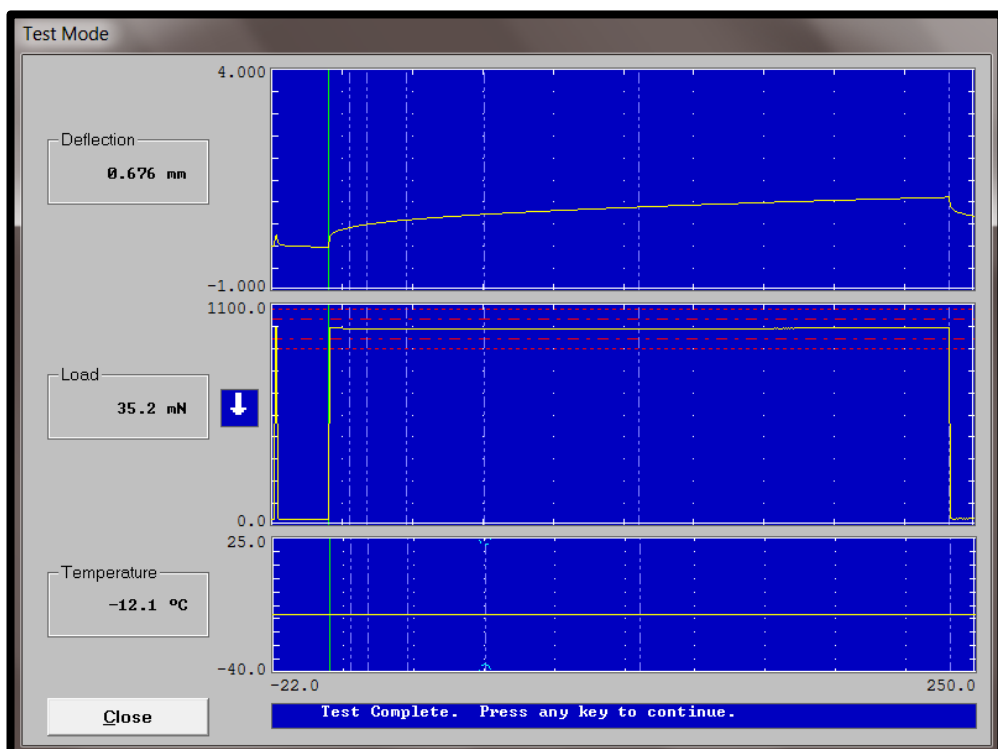 Test Mode
4.000
Deflection
0.676 mm
-1.000
1100.0
Load
35.2 mN
0.0
25.0
Temperature
-12.1 ºC
-40.0
-22.0 250.0
Close
Test Complete. Press any key to continue.